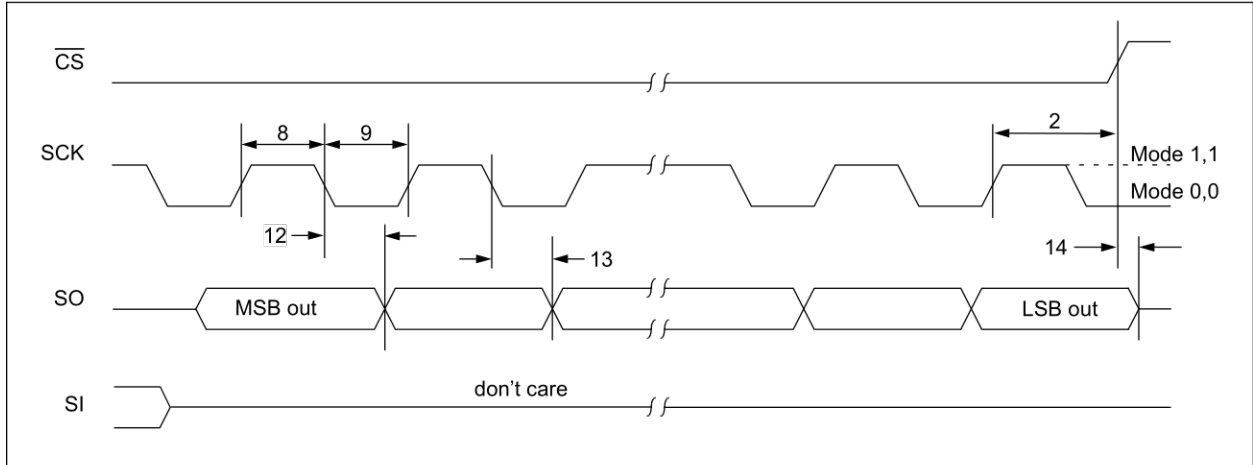 CS
2
8
9
SCK
Mode 1,1
Mode 0,0
12
13
14
SO
MSB out
LSB out
don't care
SI